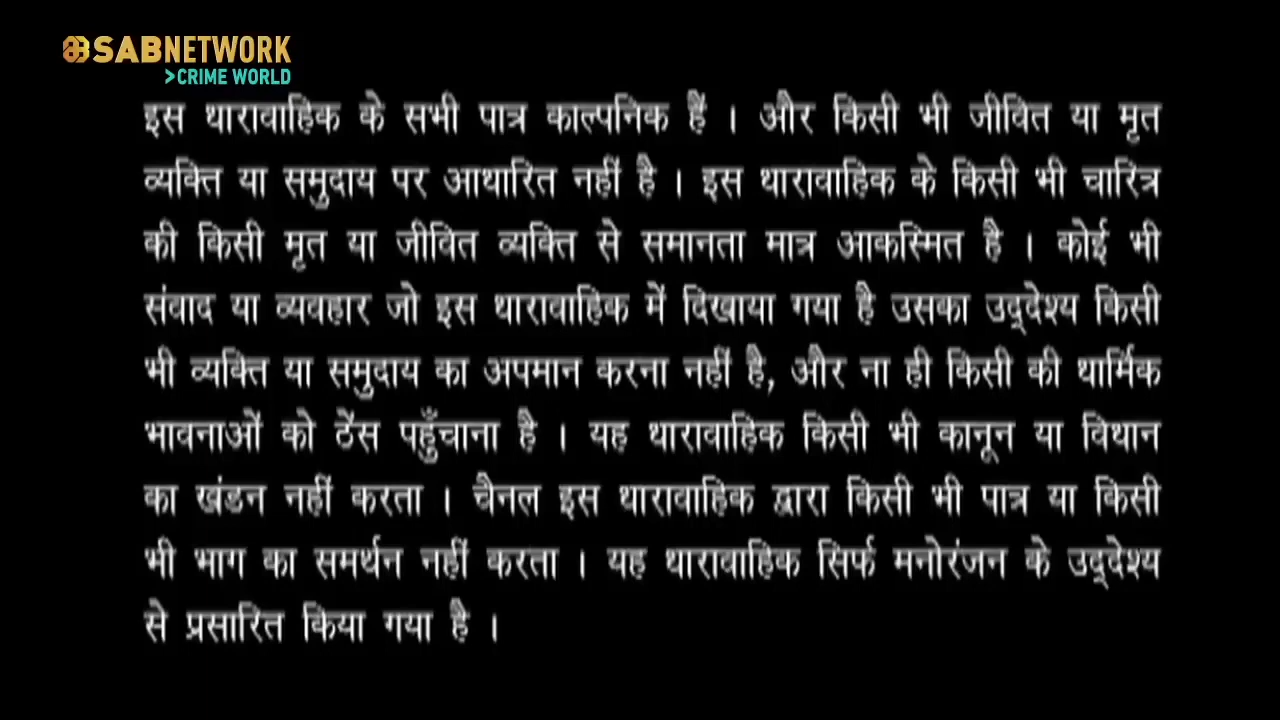 SABNETWORK
>CRIME WORLD
इस धारावाहिक के सभी पात्र काल्पनिक हैं । और किसी भी जीवित या मृत
व्यक्ति या समुदाय पर आधारित नहीं है । इस धारावाहिक के किसी भी चारित्र
की किसी मृत या जीवित व्यक्ति से समानता मात्र आकस्मित है । कोई भी
संवाद या व्यवहार जो इस धारावाहिक में दिखाया गया है उसका उद्देश्य किसी
भी व्यक्ति या समुदाय का अपमान करना नहीं है, और ना ही किसी की धार्मिक
भावनाओं को ठेंस पहुँचाना है । यह धारावाहिक किसी भी कानून या विधान
का खंडन नहीं करता । चैनल इस धारावाहिक द्वारा किसी भी पात्र या किसी
भी भाग का समर्थन नहीं करता । यह धारावाहिक सिर्फ मनोरंजन के उद्देश्य
से प्रसारित किया गया है ।